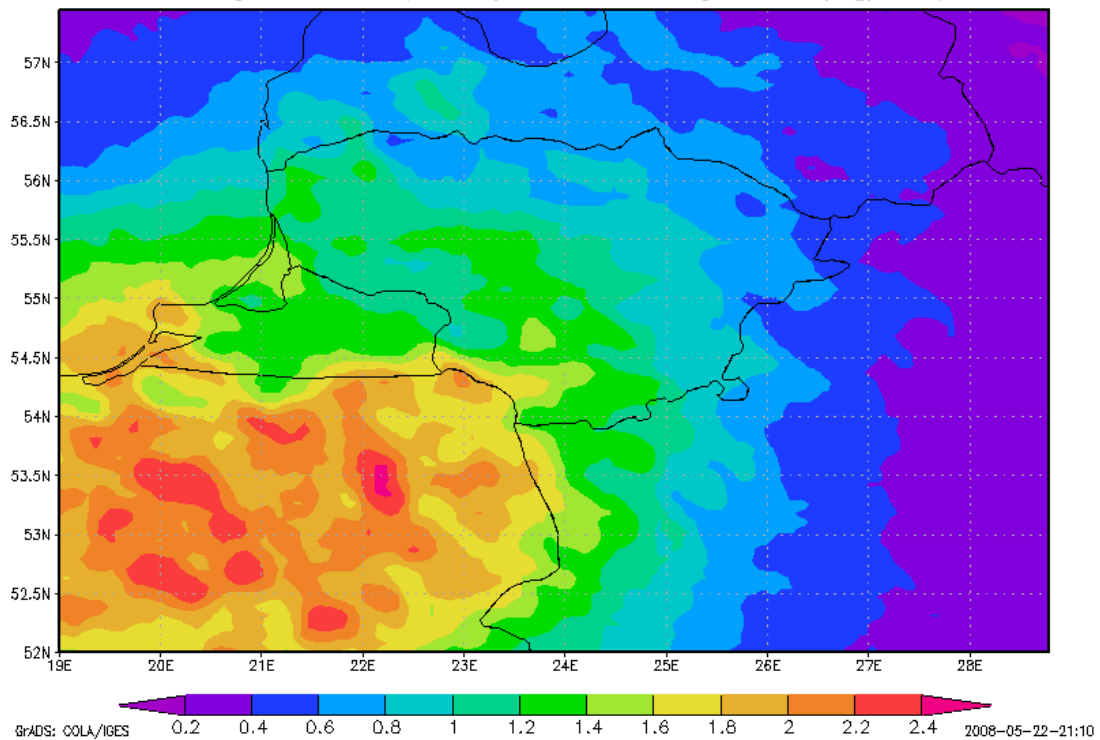 57N
56.5N
56N
55.5N
55N
54.5N
54N
53.5N
53N
52.5N
52N
19E 20E 21E 22E 23E 24E 25E 26E 27E 28E
0.2 0.4 0.6 0.8 1 1.2 1.4 1.6 1.8 2 2.2 2.4
GrADS: COLA/IGES 2008-05-22-21:10